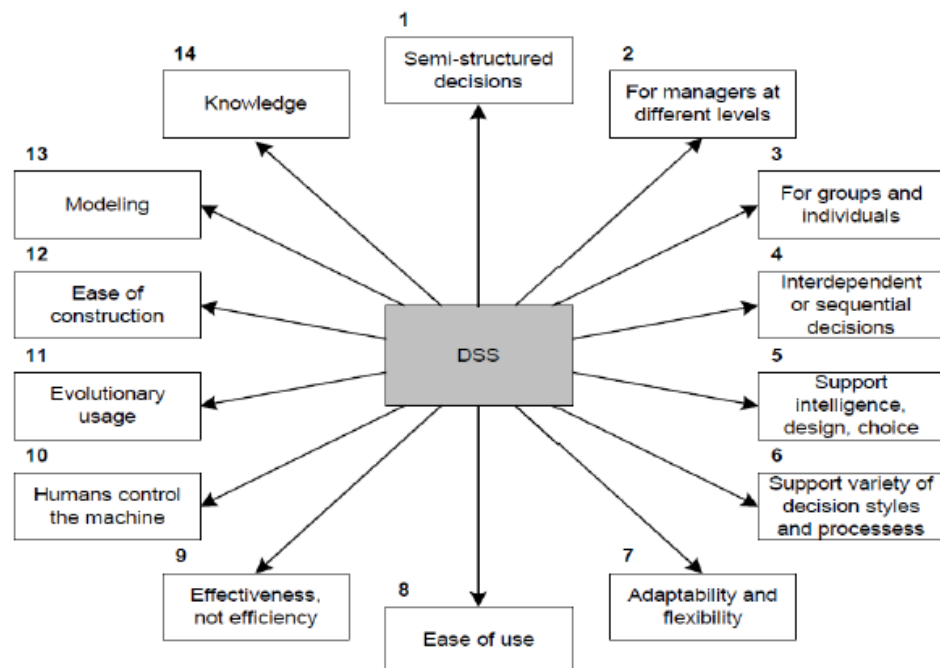 1
Semi-structured
decisions
2
For managers at
different levels
3
For groups and
individuals
4
Interdependent
or sequential
decisions
5
Support
intelligence,
design, choice
6
Support variety of
decision styles
and processess
7
Adaptability and
flexibility
8
Ease of use
9
Effectiveness,
not efficiency
10
Humans control
the machine
11
Evolutionary
usage
12
Ease of
construction
13
Modeling
14
Knowledge
DSS